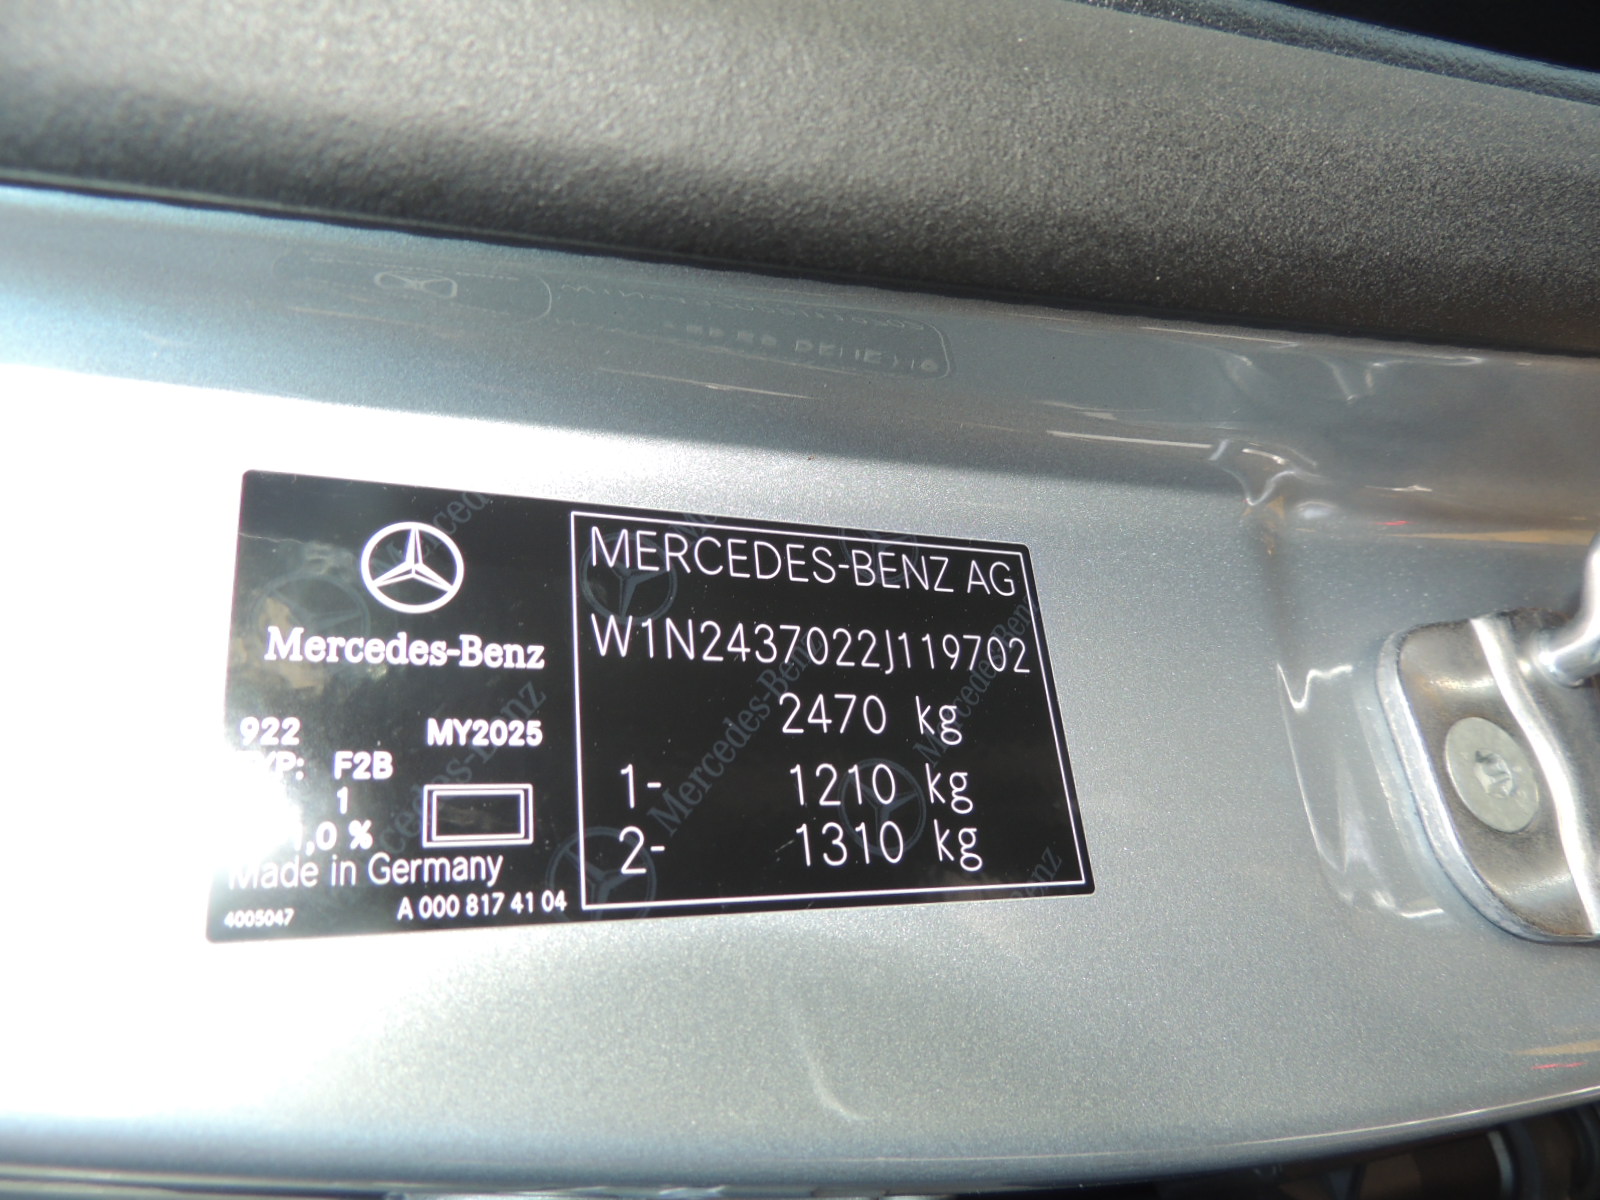 Mercedes-Benz
922 MY2025
F2B
1
,0 %
Made in Germany
4005047 A 000 817 41 04
MERCEDES-BENZ AG
W1N2437022J119702
2470 kg
1- 1210 kg
2- 1310 kg